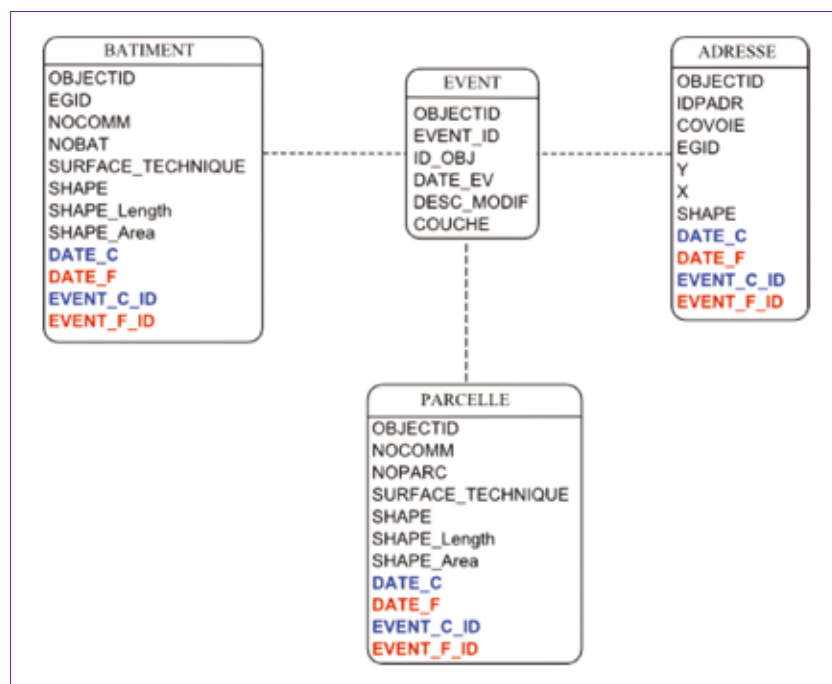 BATIMENT
OBJECTID
EGID
NOCOMM
NOBAT
SURFACE_TECHNIQUE
SHAPE
SHAPE_Length
SHAPE_Area
DATE_C
DATE_F
EVENT_C_ID
EVENT_F_ID
EVENT
OBJECTID
EVENT_ID
ID_OBJ
DATE_EV
DESC_MODIF
COUCHE
ADRESSE
OBJECTID
IDPADR
COVOIE
EGID
Y
X
SHAPE
DATE_C
DATE_F
EVENT_C_ID
EVENT_F_ID
PARCELLE
OBJECTID
NOCOMM
NOPARC
SURFACE_TECHNIQUE
SHAPE
SHAPE_Length
SHAPE_Area
DATE_C
DATE_F
EVENT_C_ID
EVENT_F_ID